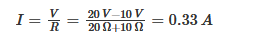 I = V/R = (20 V−10 V)/(20 Ω+10 Ω) = 0.33 A